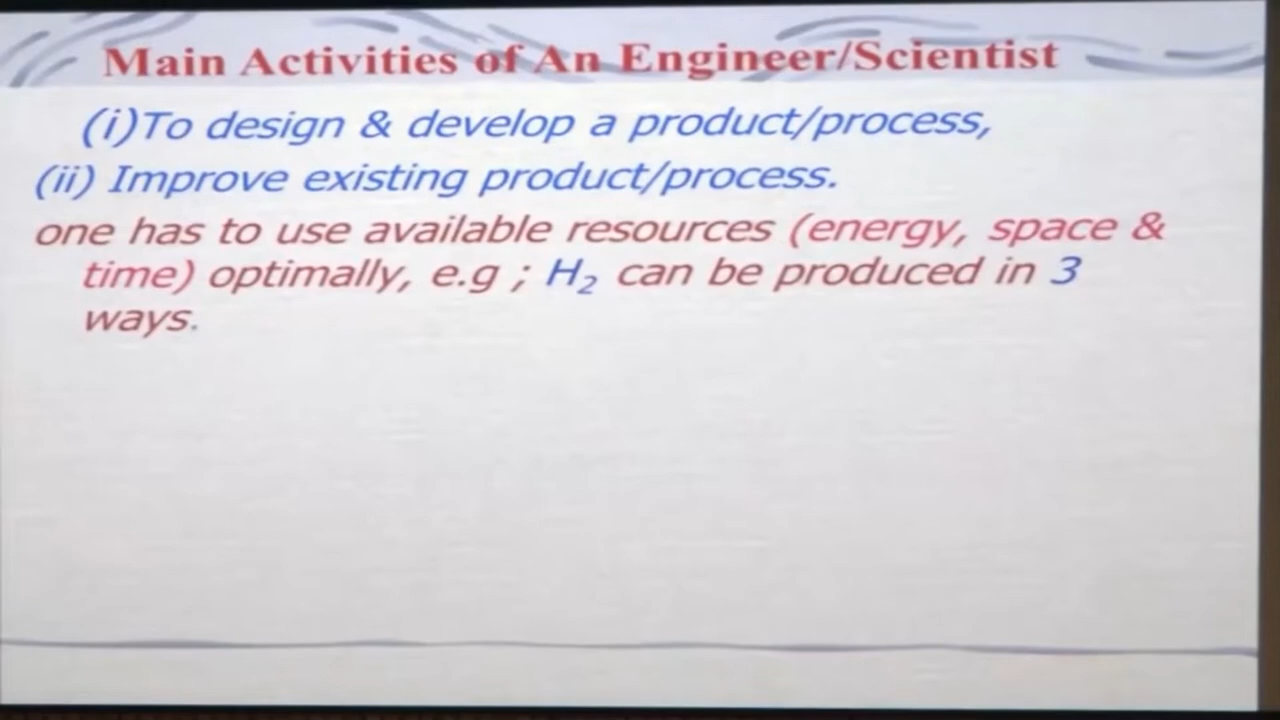 Main Activities of An Engineer/Scientist
(i)To design & develop a product/process,
(ii) Improve existing product/process.
one has to use available resources (energy, space &
time) optimally, e.g ; H₂ can be produced in 3
ways.